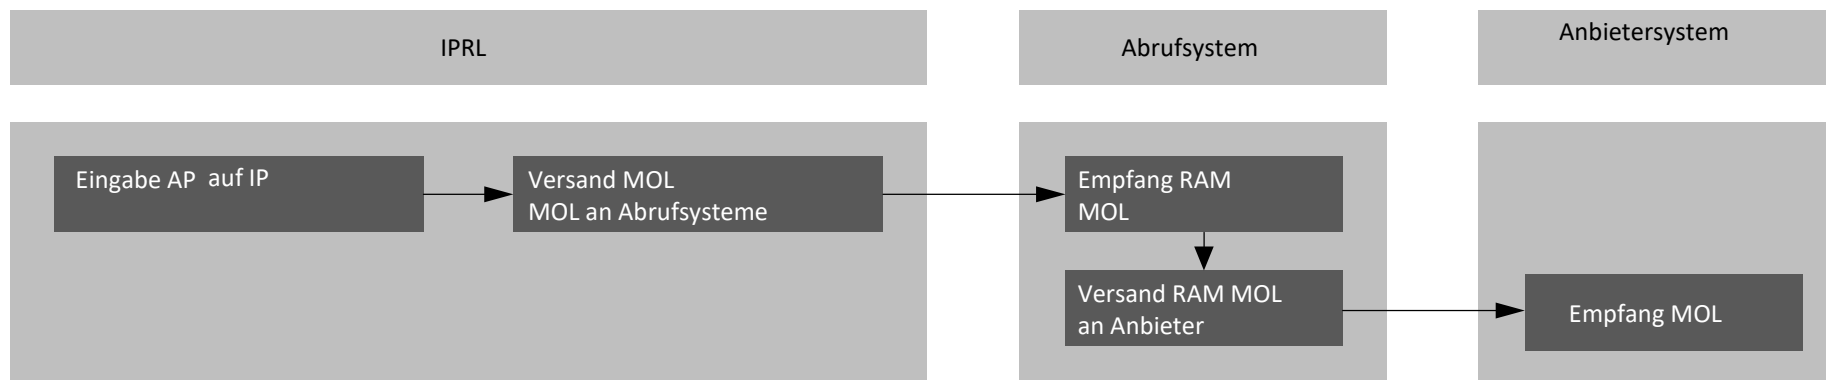 IPRL
Abrufsystem
Anbietersystem
Eingabe AP auf IP
Versand MOL
MOL an Abrufsysteme
Empfang RAM
MOL
Versand RAM MOL
an Anbieter
Empfang MOL